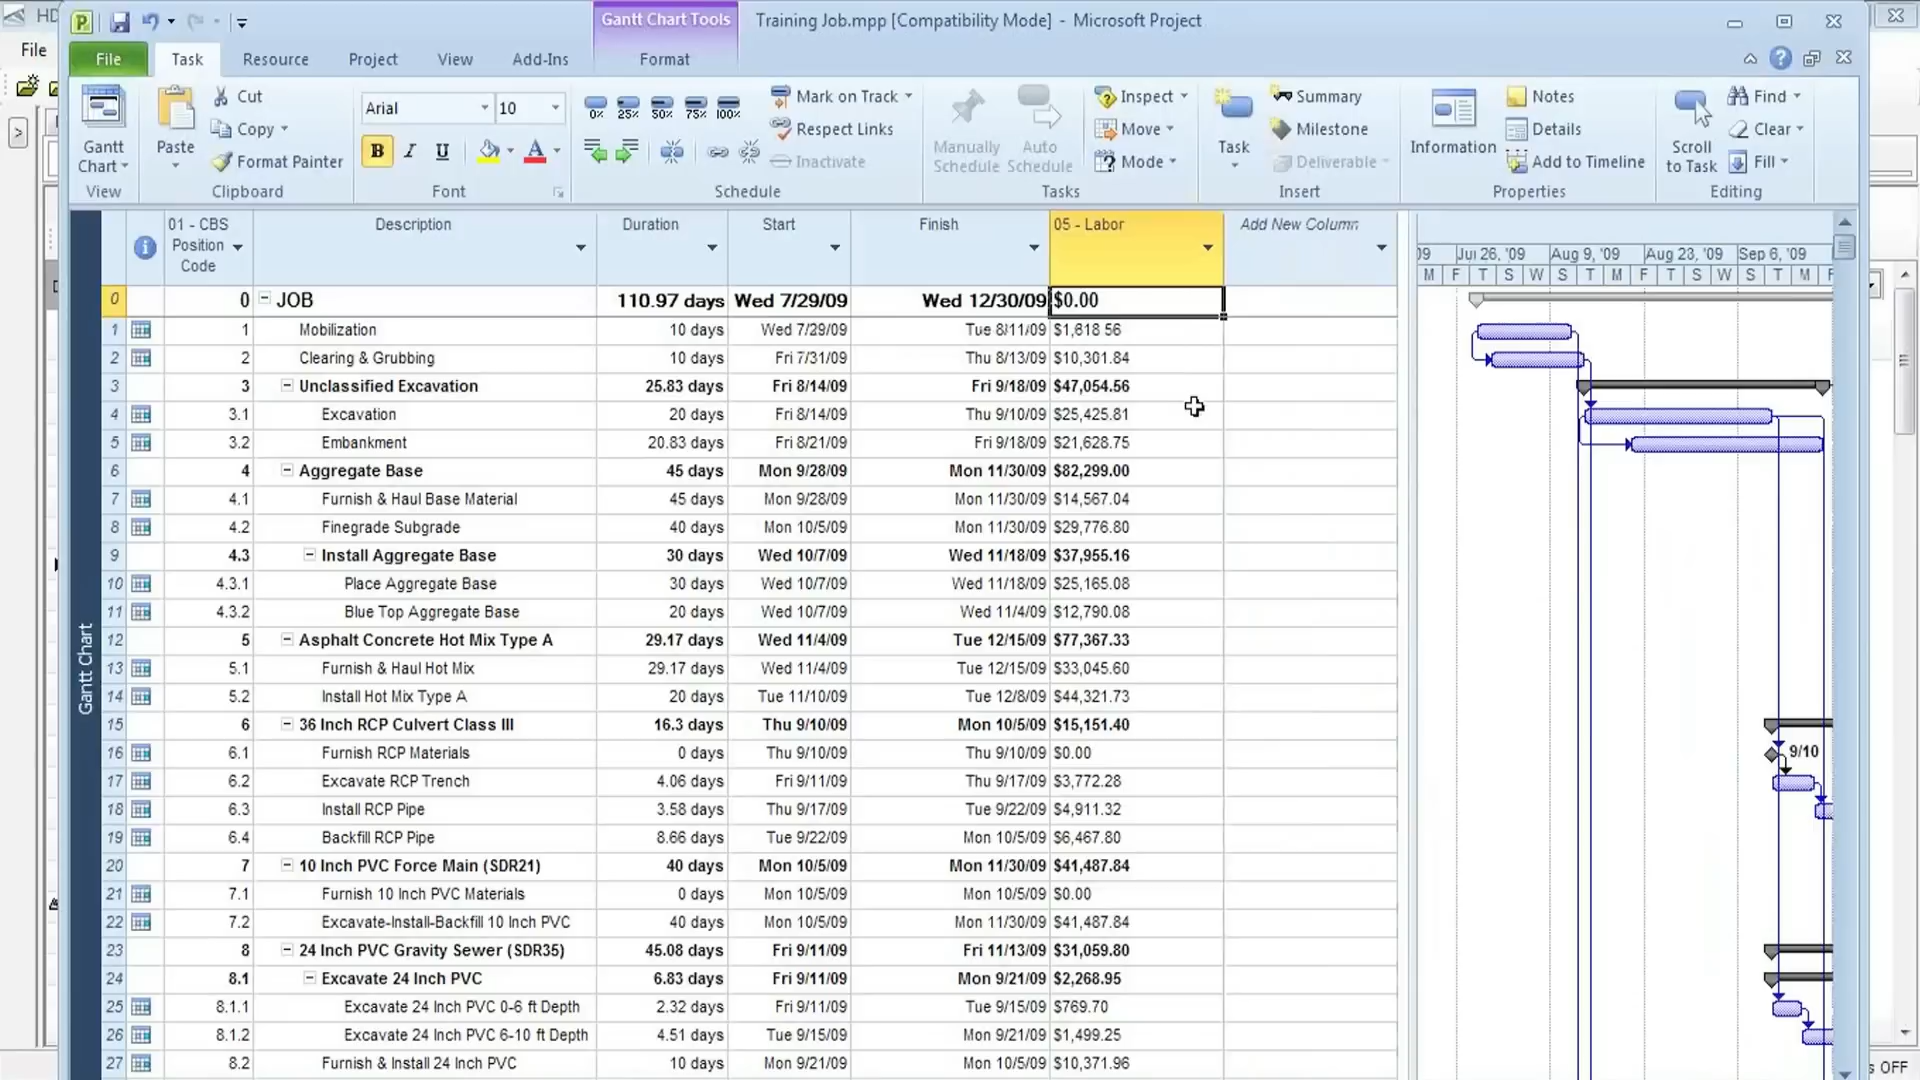 HD
Gantt Chart Tools
Training Job.mpp [Compatibility Mode] - Microsoft Project
File
File Task Resource Project View Add-Ins Format
Gantt Chart
View
Paste
Cut
Copy
Format Painter
Clipboard
Arial 10
B I U A
Font
0% 25% 50% 75% 100%
Mark on Track
Respect Links
Inactivate
Schedule
Manually Schedule
Auto Schedule
Inspect
Move
Mode
Tasks
Task
Summary
Milestone
Deliverable
Insert
Information
Notes
Details
Add to Timeline
Properties
Scroll to Task
Find
Clear
Fill
Editing
01 - CBS Position Code Description Duration Start Finish 05 - Labor Add New Column
09 Jul 26, '09 Aug 9, '09 Aug 23, '09 Sep 6, '09
M F T S W T M F T S W T M F
0 0 JOB 110.97 days Wed 7/29/09 Wed 12/30/09 $0.00
1 1 Mobilization 10 days Wed 7/29/09 Tue 8/11/09 $1,618.56
2 2 Clearing & Grubbing 10 days Fri 7/31/09 Thu 8/13/09 $10,301.84
3 3 Unclassified Excavation 25.83 days Fri 8/14/09 Fri 9/18/09 $47,054.56
4 3.1 Excavation 20 days Fri 8/14/09 Thu 9/10/09 $25,425.81
5 3.2 Embankment 20.83 days Fri 8/21/09 Fri 9/18/09 $21,628.75
6 4 Aggregate Base 45 days Mon 9/28/09 Mon 11/30/09 $82,299.00
7 4.1 Furnish & Haul Base Material 45 days Mon 9/28/09 Mon 11/30/09 $14,567.04
8 4.2 Finegrade Subgrade 40 days Mon 10/5/09 Mon 11/30/09 $29,776.80
9 4.3 Install Aggregate Base 30 days Wed 10/7/09 Wed 11/18/09 $37,955.16
10 4.3.1 Place Aggregate Base 30 days Wed 10/7/09 Wed 11/18/09 $25,165.08
11 4.3.2 Blue Top Aggregate Base 20 days Wed 10/7/09 Wed 11/4/09 $12,790.08
12 5 Asphalt Concrete Hot Mix Type A 29.17 days Wed 11/4/09 Tue 12/15/09 $77,367.33
13 5.1 Furnish & Haul Hot Mix 29.17 days Wed 11/4/09 Tue 12/15/09 $33,045.60
14 5.2 Install Hot Mix Type A 20 days Tue 11/10/09 Tue 12/8/09 $44,321.73
15 6 36 Inch RCP Culvert Class III 16.3 days Thu 9/10/09 Mon 10/5/09 $15,151.40
16 6.1 Furnish RCP Materials 0 days Thu 9/10/09 Thu 9/10/09 $0.00 9/10
17 6.2 Excavate RCP Trench 4.06 days Fri 9/11/09 Thu 9/17/09 $3,772.28
18 6.3 Install RCP Pipe 3.58 days Thu 9/17/09 Tue 9/22/09 $4,911.32
19 6.4 Backfill RCP Pipe 8.66 days Tue 9/22/09 Mon 10/5/09 $6,467.80
20 7 10 Inch PVC Force Main (SDR21) 40 days Mon 10/5/09 Mon 11/30/09 $41,487.84
21 7.1 Furnish 10 Inch PVC Materials 0 days Mon 10/5/09 Mon 10/5/09 $0.00
22 7.2 Excavate-Install-Backfill 10 Inch PVC 40 days Mon 10/5/09 Mon 11/30/09 $41,487.84
23 8 24 Inch PVC Gravity Sewer (SDR35) 45.08 days Fri 9/11/09 Fri 11/13/09 $31,059.80
24 8.1 Excavate 24 Inch PVC 6.83 days Fri 9/11/09 Mon 9/21/09 $2,268.95
25 8.1.1 Excavate 24 Inch PVC 0-6 ft Depth 2.32 days Fri 9/11/09 Tue 9/15/09 $769.70
26 8.1.2 Excavate 24 Inch PVC 6-10 ft Depth 4.51 days Tue 9/15/09 Mon 9/21/09 $1,499.25
27 8.2 Furnish & Install 24 Inch PVC 10 days Mon 9/21/09 Mon 10/5/09 $10,371.96
Gantt Chart
s OFF